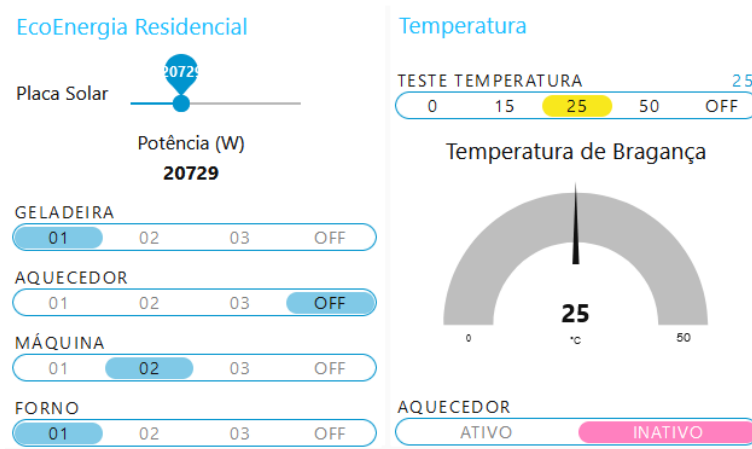 EcoEnergia Residencial
20729
Placa Solar
Potência (W)
20729
GELADEIRA
01 02 03 OFF
AQUECEDOR
01 02 03 OFF
MÁQUINA
01 02 03 OFF
FORNO
01 02 03 OFF
Temperatura
TESTE TEMPERATURA 25
0 15 25 50 OFF
Temperatura de Bragança
25
0 °C 50
AQUECEDOR
ATIVO INATIVO